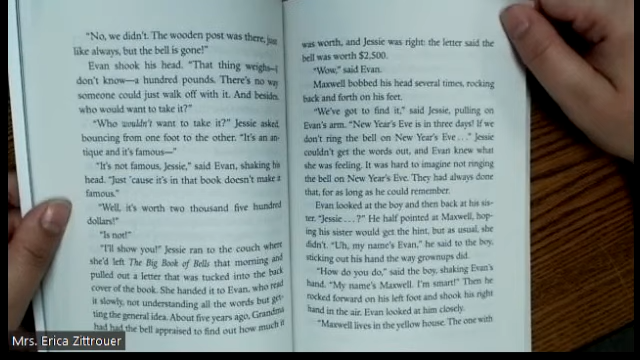 "No, we didn't. The wooden post was there, just
like always, but the bell is gone!"
Evan shook his head. "That thing weighs—I
don't know—a hundred pounds. There's no way
someone could just walk off with it. And besides,
who would want to take it?"
"Who wouldn't want to take it?" Jessie asked,
bouncing from one foot to the other. "It's an an-
tique and it's famous—"
"It's not famous, Jessie," said Evan, shaking his
head. "Just 'cause it's in that book doesn't make it
famous."
"Well, it's worth two thousand five hundred
dollars!"
"Is not!"
"I'll show you!" Jessie ran to the couch where
she'd left The Big Book of Bells that morning and
pulled out a letter that was tucked into the back
cover of the book. She handed it to Evan, who read
it slowly, not understanding all the words but get-
ting the general idea. About five years ago, Grandma
had had the bell appraised to find out how much it
was worth, and Jessie was right: the letter said the
bell was worth $2,500.
"Wow," said Evan.
Maxwell bobbed his head several times, rocking
back and forth on his feet.
"We've got to find it," said Jessie, pulling on
Evan's arm. "New Year's Eve is in three days! If we
don't ring the bell on New Year's Eve . . ." Jessie
couldn't get the words out, and Evan knew what
she was feeling. It was hard to imagine not ringing
the bell on New Year's Eve. They had always done
that, for as long as he could remember.
Evan looked at the boy and then back at his sis-
ter. "Jessie . . . ?" He half pointed at Maxwell, hop-
ing his sister would get the hint, but as usual, she
didn't. "Uh, my name's Evan," he said to the boy,
sticking out his hand the way grownups did.
"How do you do," said the boy, shaking Evan's
hand. "My name's Maxwell. I'm smart!" Then he
rocked forward on his left foot and shook his right
hand in the air. Evan looked at him closely.
"Maxwell lives in the yellow house. The one with
Mrs. Erica Zittrouer